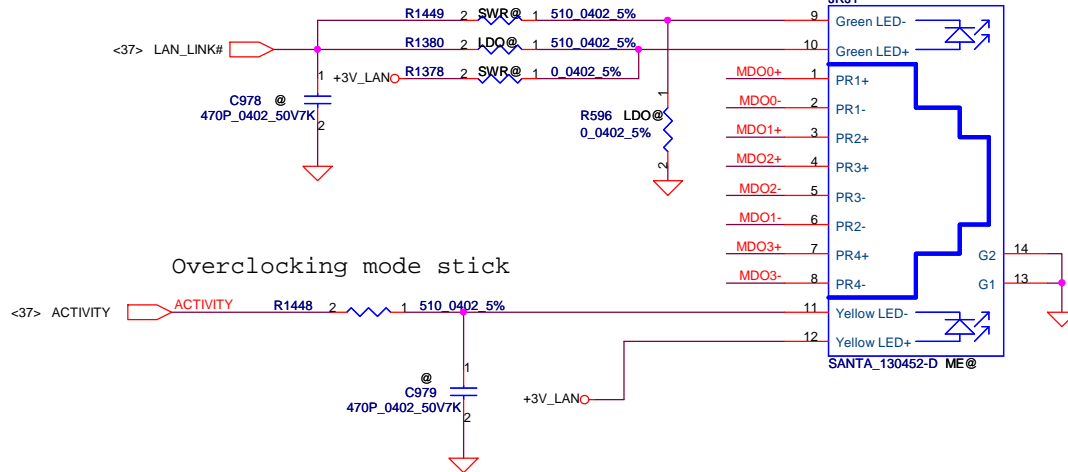 R1449 2 SWR@ 1 510_0402_5% 9 Green LED-
<37> LAN_LINK# R1380 2 LDO@ 1 510_0402_5% 10 Green LED+
+3V_LAN R1378 2 SWR@ 1 0_0402_5%
MDO0+ 1 PR1+
1
C978 @
470P_0402_50V7K
2
1
R596 LDO@
0_0402_5%
2
MDO0- 2 PR1-
MDO1+ 3 PR2+
MDO2+ 4 PR3+
MDO2- 5 PR3-
MDO1- 6 PR2-
MDO3+ 7 PR4+
MDO3- 8 PR4-
G2 14
G1 13
Overclocking mode stick
<37> ACTIVITY ACTIVITY R1448 2 1 510_0402_5% 11 Yellow LED-
12 Yellow LED+
SANTA_130452-D ME@
1
@
C979
470P_0402_50V7K
2
+3V_LAN